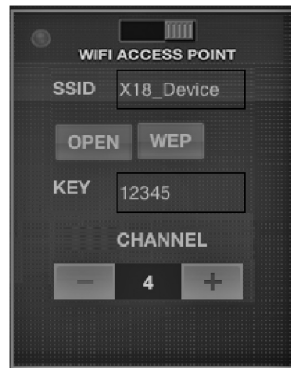 WIFI ACCESS POINT
SSID X18_Device
OPEN WEP
KEY 12345
CHANNEL
− 4 +